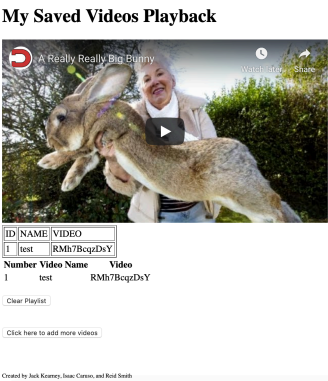 My Saved Videos Playback
A Really Really Big Bunny
Watch later
Share
ID NAME VIDEO
1 test RMh7BcqzDsY
Number Video Name Video
1 test RMh7BcqzDsY
Clear Playlist
Click here to add more videos
Created by Jack Kearney, Isaac Caruso, and Reid Smith